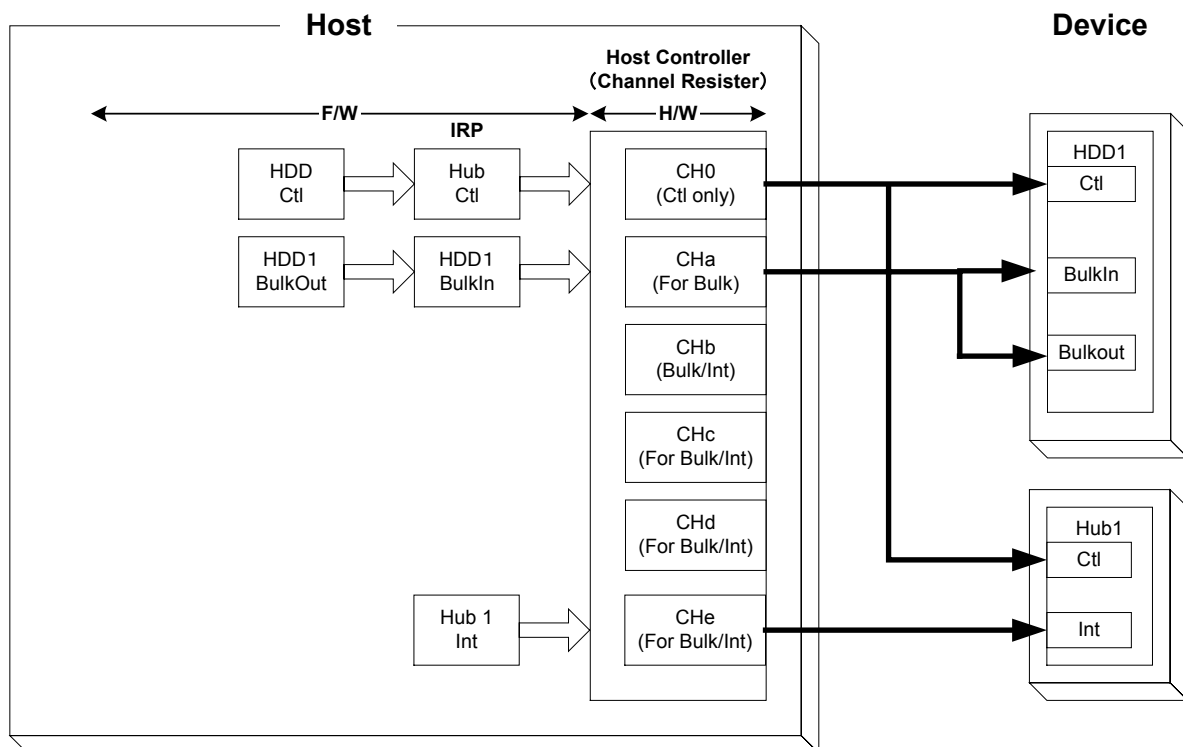 Host
Device
Host Controller
(Channel Resister)
F/W
H/W
IRP
HDD
Ctl
Hub
Ctl
CH0
(Ctl only)
HDD1
BulkOut
HDD1
BulkIn
CHa
(For Bulk)
CHb
(Bulk/Int)
CHc
(For Bulk/Int)
CHd
(For Bulk/Int)
Hub 1
Int
CHe
(For Bulk/Int)
HDD1
Ctl
BulkIn
Bulkout
Hub1
Ctl
Int